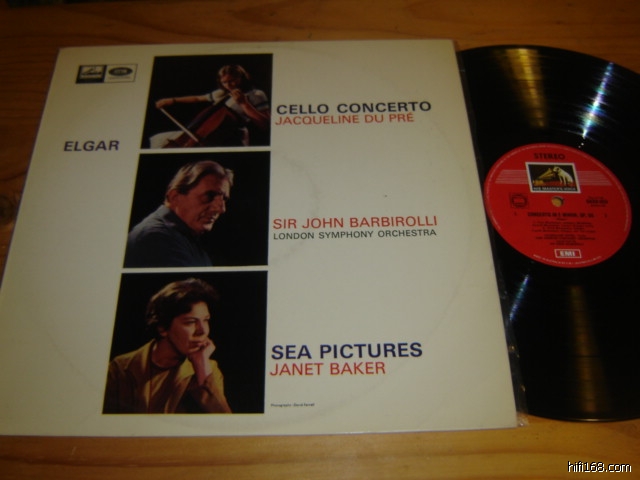 ELGAR
CELLO CONCERTO
JACQUELINE DU PRÉ
SIR JOHN BARBIROLLI
LONDON SYMPHONY ORCHESTRA
SEA PICTURES
JANET BAKER
STEREO
EMI
hifi168.com